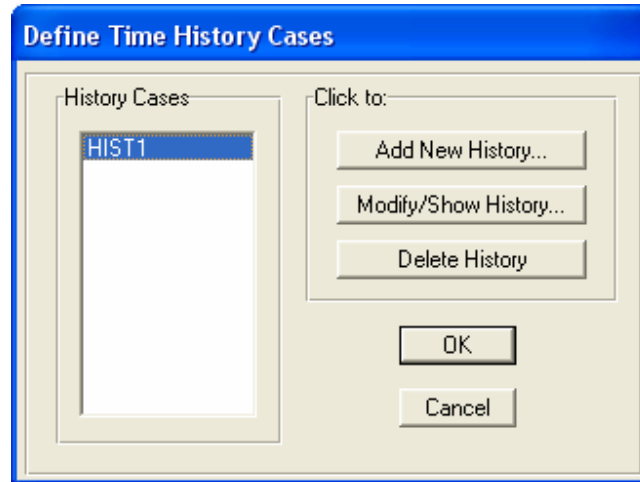 Define Time History Cases
History Cases
HIST1
Click to:
Add New History...
Modify/Show History...
Delete History
OK
Cancel